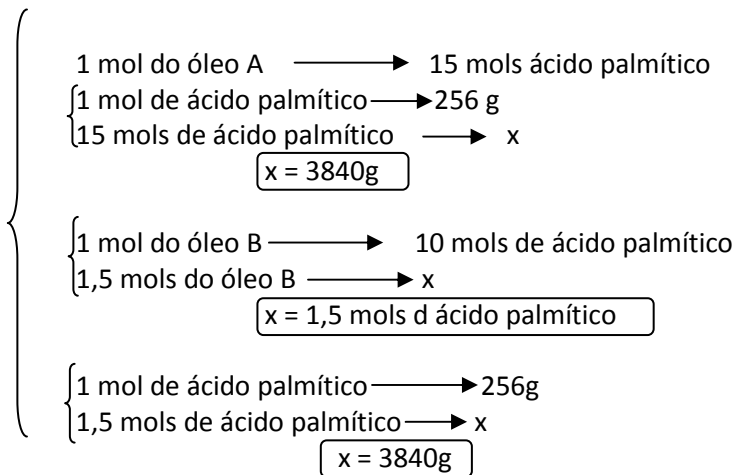 1 mol do óleo A → 15 mols ácido palmítico
1 mol de ácido palmítico → 256 g
15 mols de ácido palmítico → x
x = 3840g
1 mol do óleo B → 10 mols de ácido palmítico
1,5 mols do óleo B → x
x = 1,5 mols d ácido palmítico
1 mol de ácido palmítico → 256g
1,5 mols de ácido palmítico → x
x = 3840g